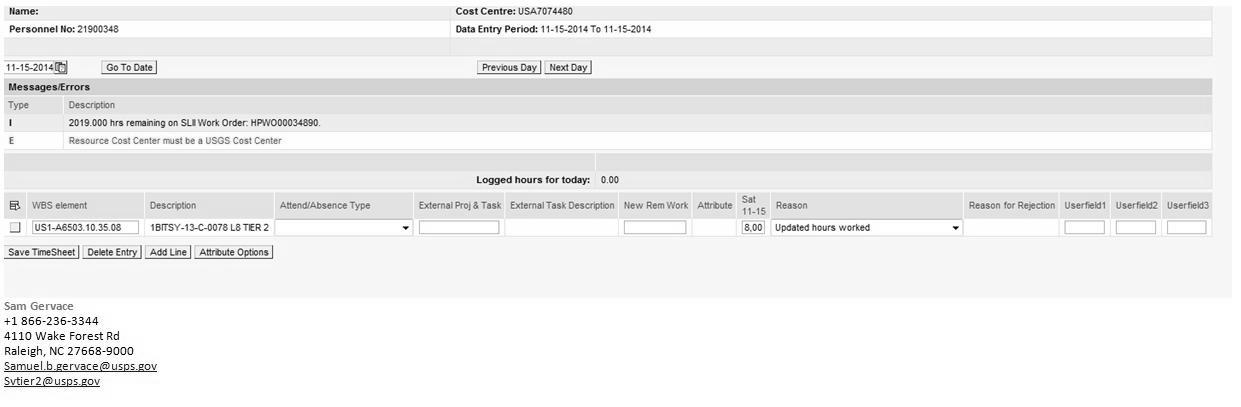 Name: Cost Centre: USA7074480
Personnel No: 21900348 Data Entry Period: 11-15-2014 To 11-15-2014
11-15-2014 Go To Date Previous Day Next Day
Messages/Errors
Type Description
I 2019.000 hrs remaining on SLII Work Order: HPWO00034890.
E Resource Cost Center must be a USGS Cost Center
Logged hours for today: 0.00
WBS element Description Attend/Absence Type External Proj & Task External Task Description New Rem Work Attribute Sat 11-15 Reason Reason for Rejection Userfield1 Userfield2 Userfield3
US1-A6503.10.35.08 1BITSY-13-C-0078 L8 TIER 2 8,00 Updated hours worked
Save TimeSheet Delete Entry Add Line Attribute Options
Sam Gervace
+1 866-236-3344
4110 Wake Forest Rd
Raleigh, NC 27668-9000
Samuel.b.gervace@usps.gov
Svtier2@usps.gov